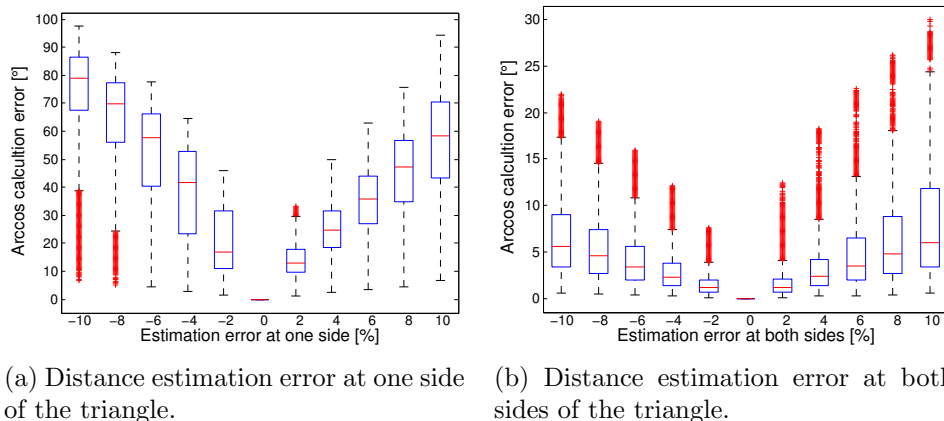 100
90
80
70
60
50
40
30
20
10
0
Arccos calcultion error [°]
−10 −8 −6 −4 −2 0 2 4 6 8 10
Estimation error at one side [%]
30
25
20
15
10
5
0
Arccos calcultion error [°]
−10 −8 −6 −4 −2 0 2 4 6 8 10
Estimation error at both sides [%]
(a) Distance estimation error at one side
of the triangle.
(b) Distance estimation error at both
sides of the triangle.